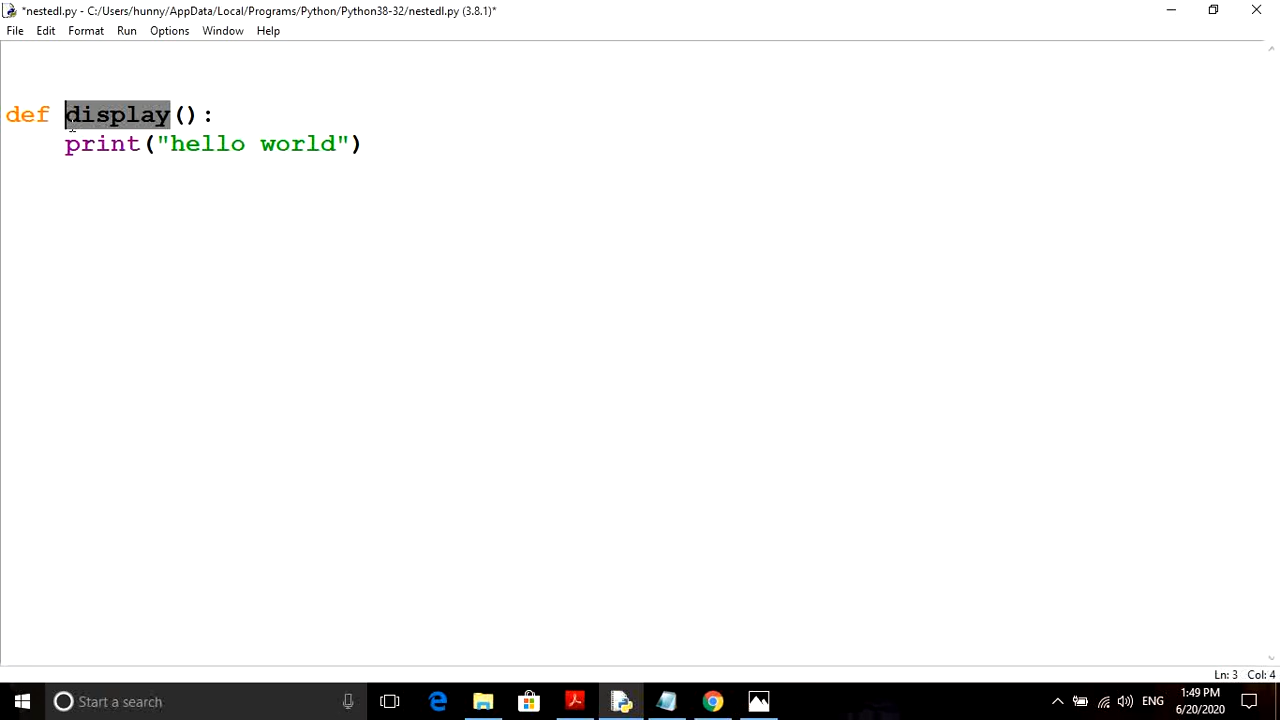 *nestedl.py - C:/Users/hunny/AppData/Local/Programs/Python/Python38-32/nestedl.py (3.8.1)*
File Edit Format Run Options Window Help
def display():
    print("hello world")
Ln: 3 Col: 4
Start a search
ENG
1:49 PM
6/20/2020